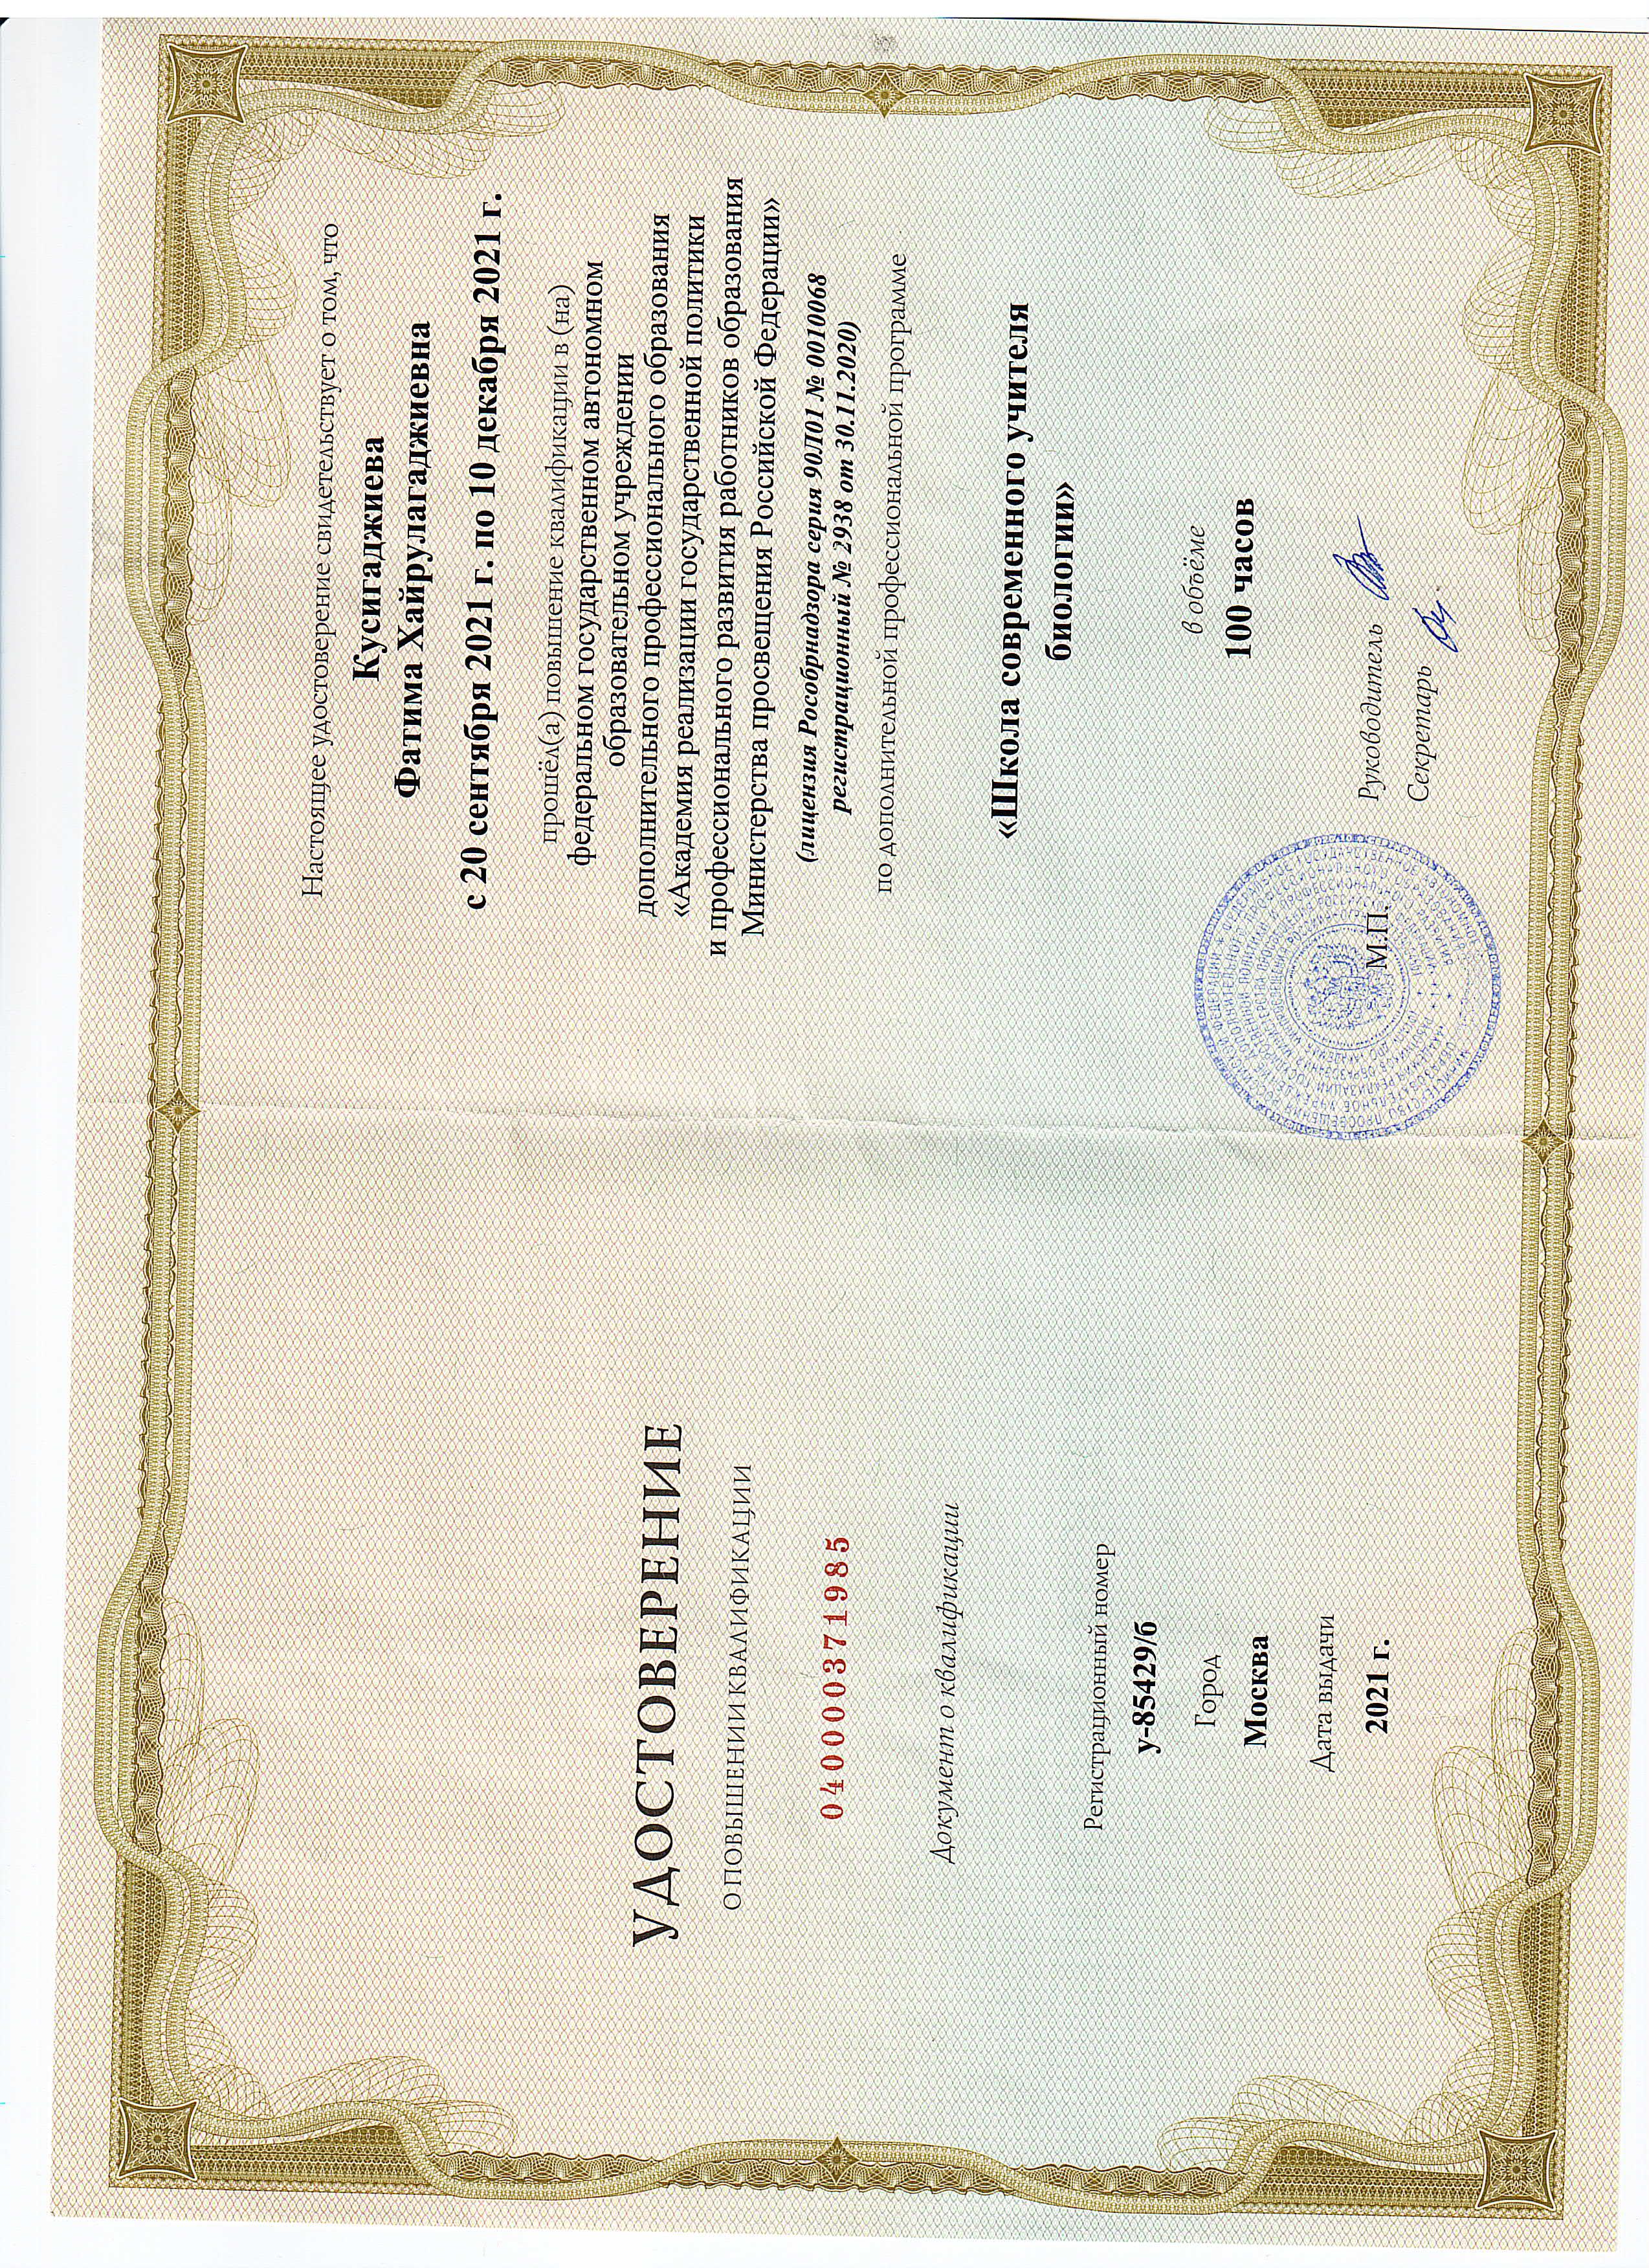 УДОСТОВЕРЕНИЕ
О ПОВЫШЕНИИ КВАЛИФИКАЦИИ
040000371985
Документ о квалификации
Регистрационный номер
у-85429/б
Город
Москва
Дата выдачи
2021 г.
Настоящее удостоверение свидетельствует о том, что
Кусигаджиева
Фатима Хайрулагаджиевна
с 20 сентября 2021 г. по 10 декабря 2021 г.
прошёл(а) повышение квалификации в (на)
федеральном государственном автономном
образовательном учреждении
дополнительного профессионального образования
«Академия реализации государственной политики
и профессионального развития работников образования
Министерства просвещения Российской Федерации»
(лицензия Рособрнадзора серия 90Л01 № 0010068
регистрационный № 2938 от 30.11.2020)
по дополнительной профессиональной программе
«Школа современного учителя
биологии»
в объёме
100 часов
Руководитель
Секретарь
М.П.